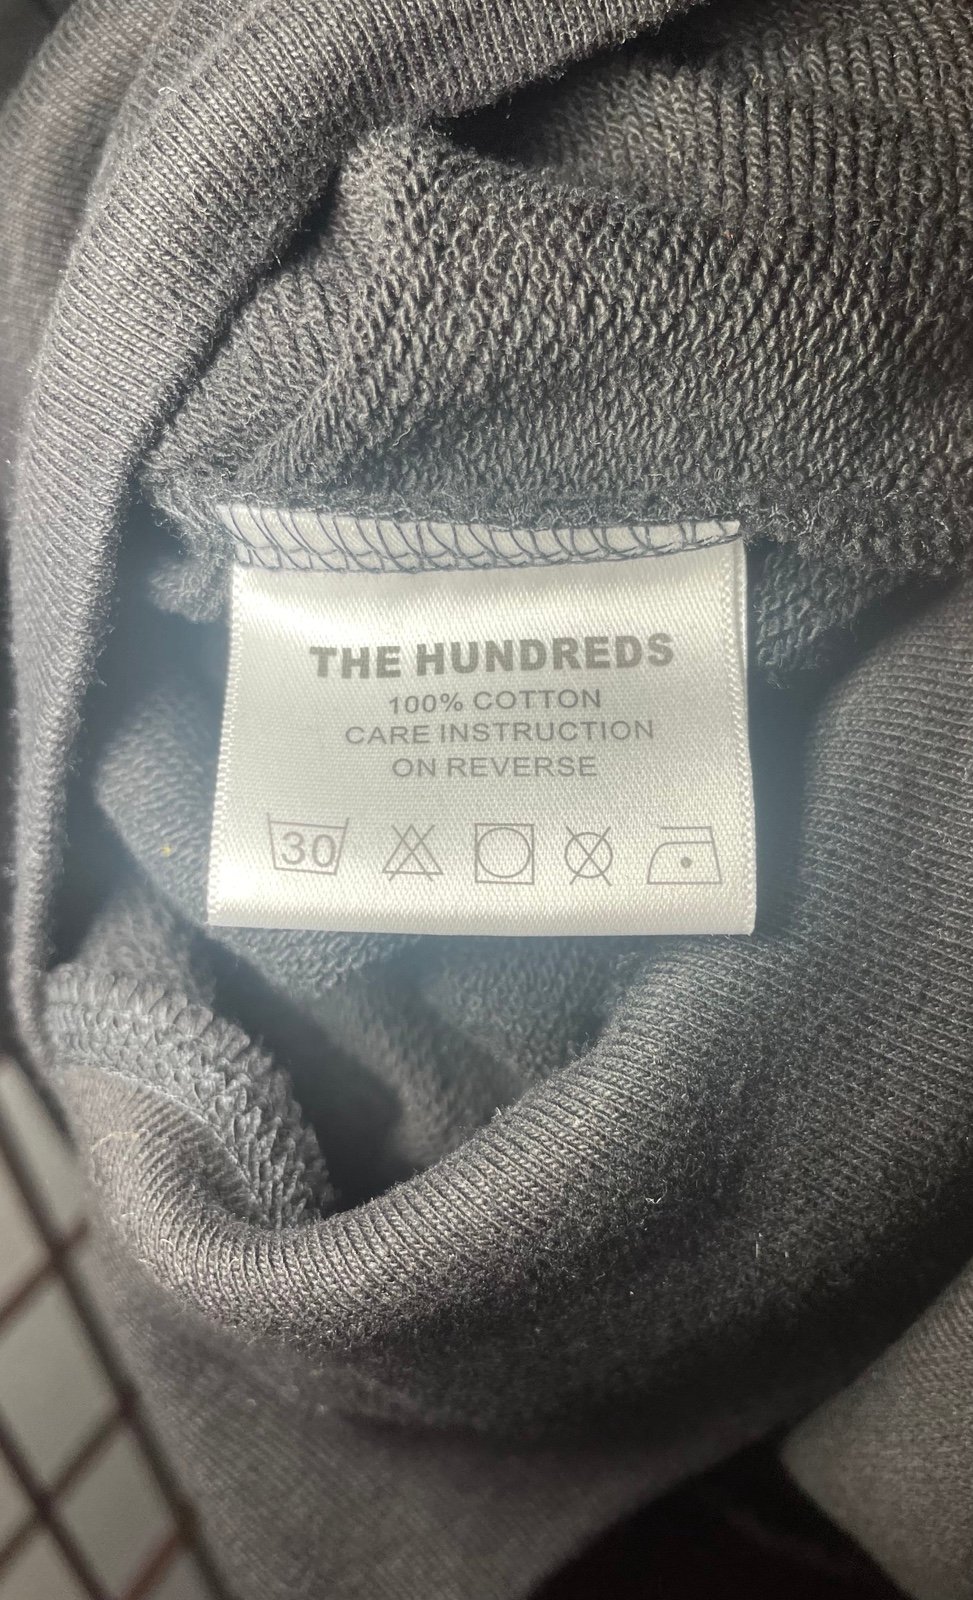 THE HUNDREDS
100% COTTON
CARE INSTRUCTION
ON REVERSE
30